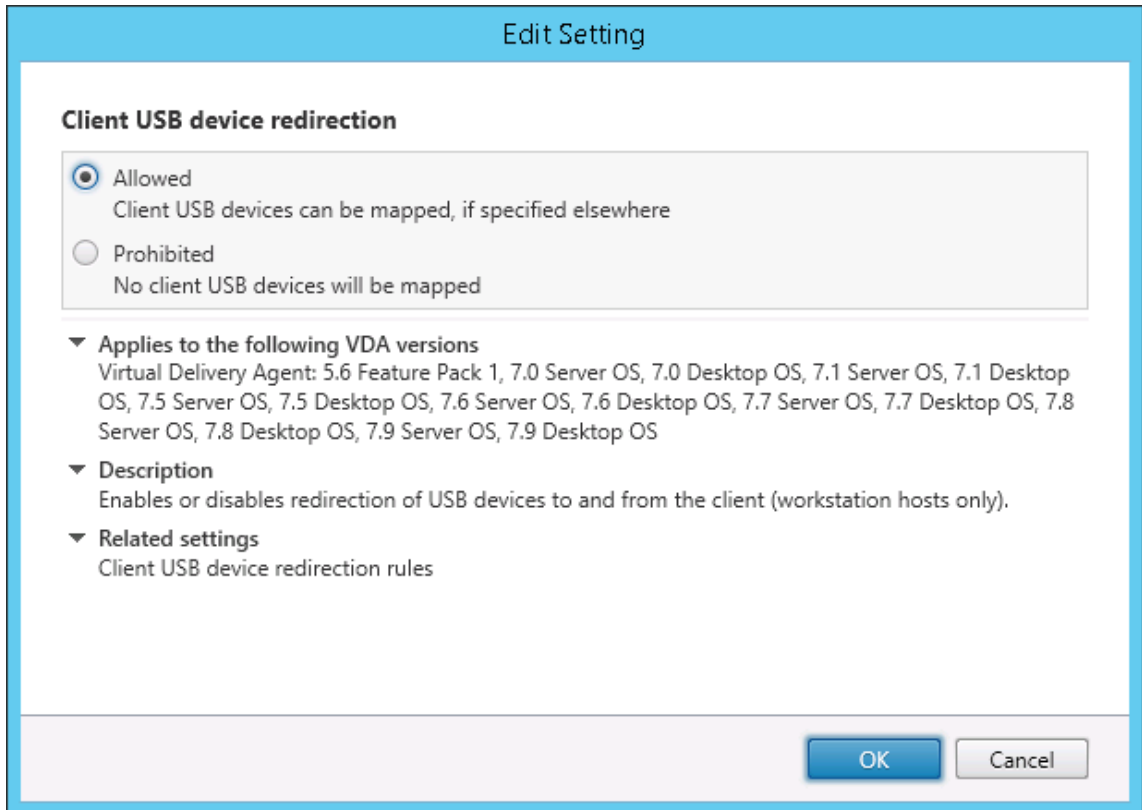 Edit Setting
Client USB device redirection
Allowed
Client USB devices can be mapped, if specified elsewhere
Prohibited
No client USB devices will be mapped
Applies to the following VDA versions
Virtual Delivery Agent: 5.6 Feature Pack 1, 7.0 Server OS, 7.0 Desktop OS, 7.1 Server OS, 7.1 Desktop
OS, 7.5 Server OS, 7.5 Desktop OS, 7.6 Server OS, 7.6 Desktop OS, 7.7 Server OS, 7.7 Desktop OS, 7.8
Server OS, 7.8 Desktop OS, 7.9 Server OS, 7.9 Desktop OS
Description
Enables or disables redirection of USB devices to and from the client (workstation hosts only).
Related settings
Client USB device redirection rules
OK
Cancel